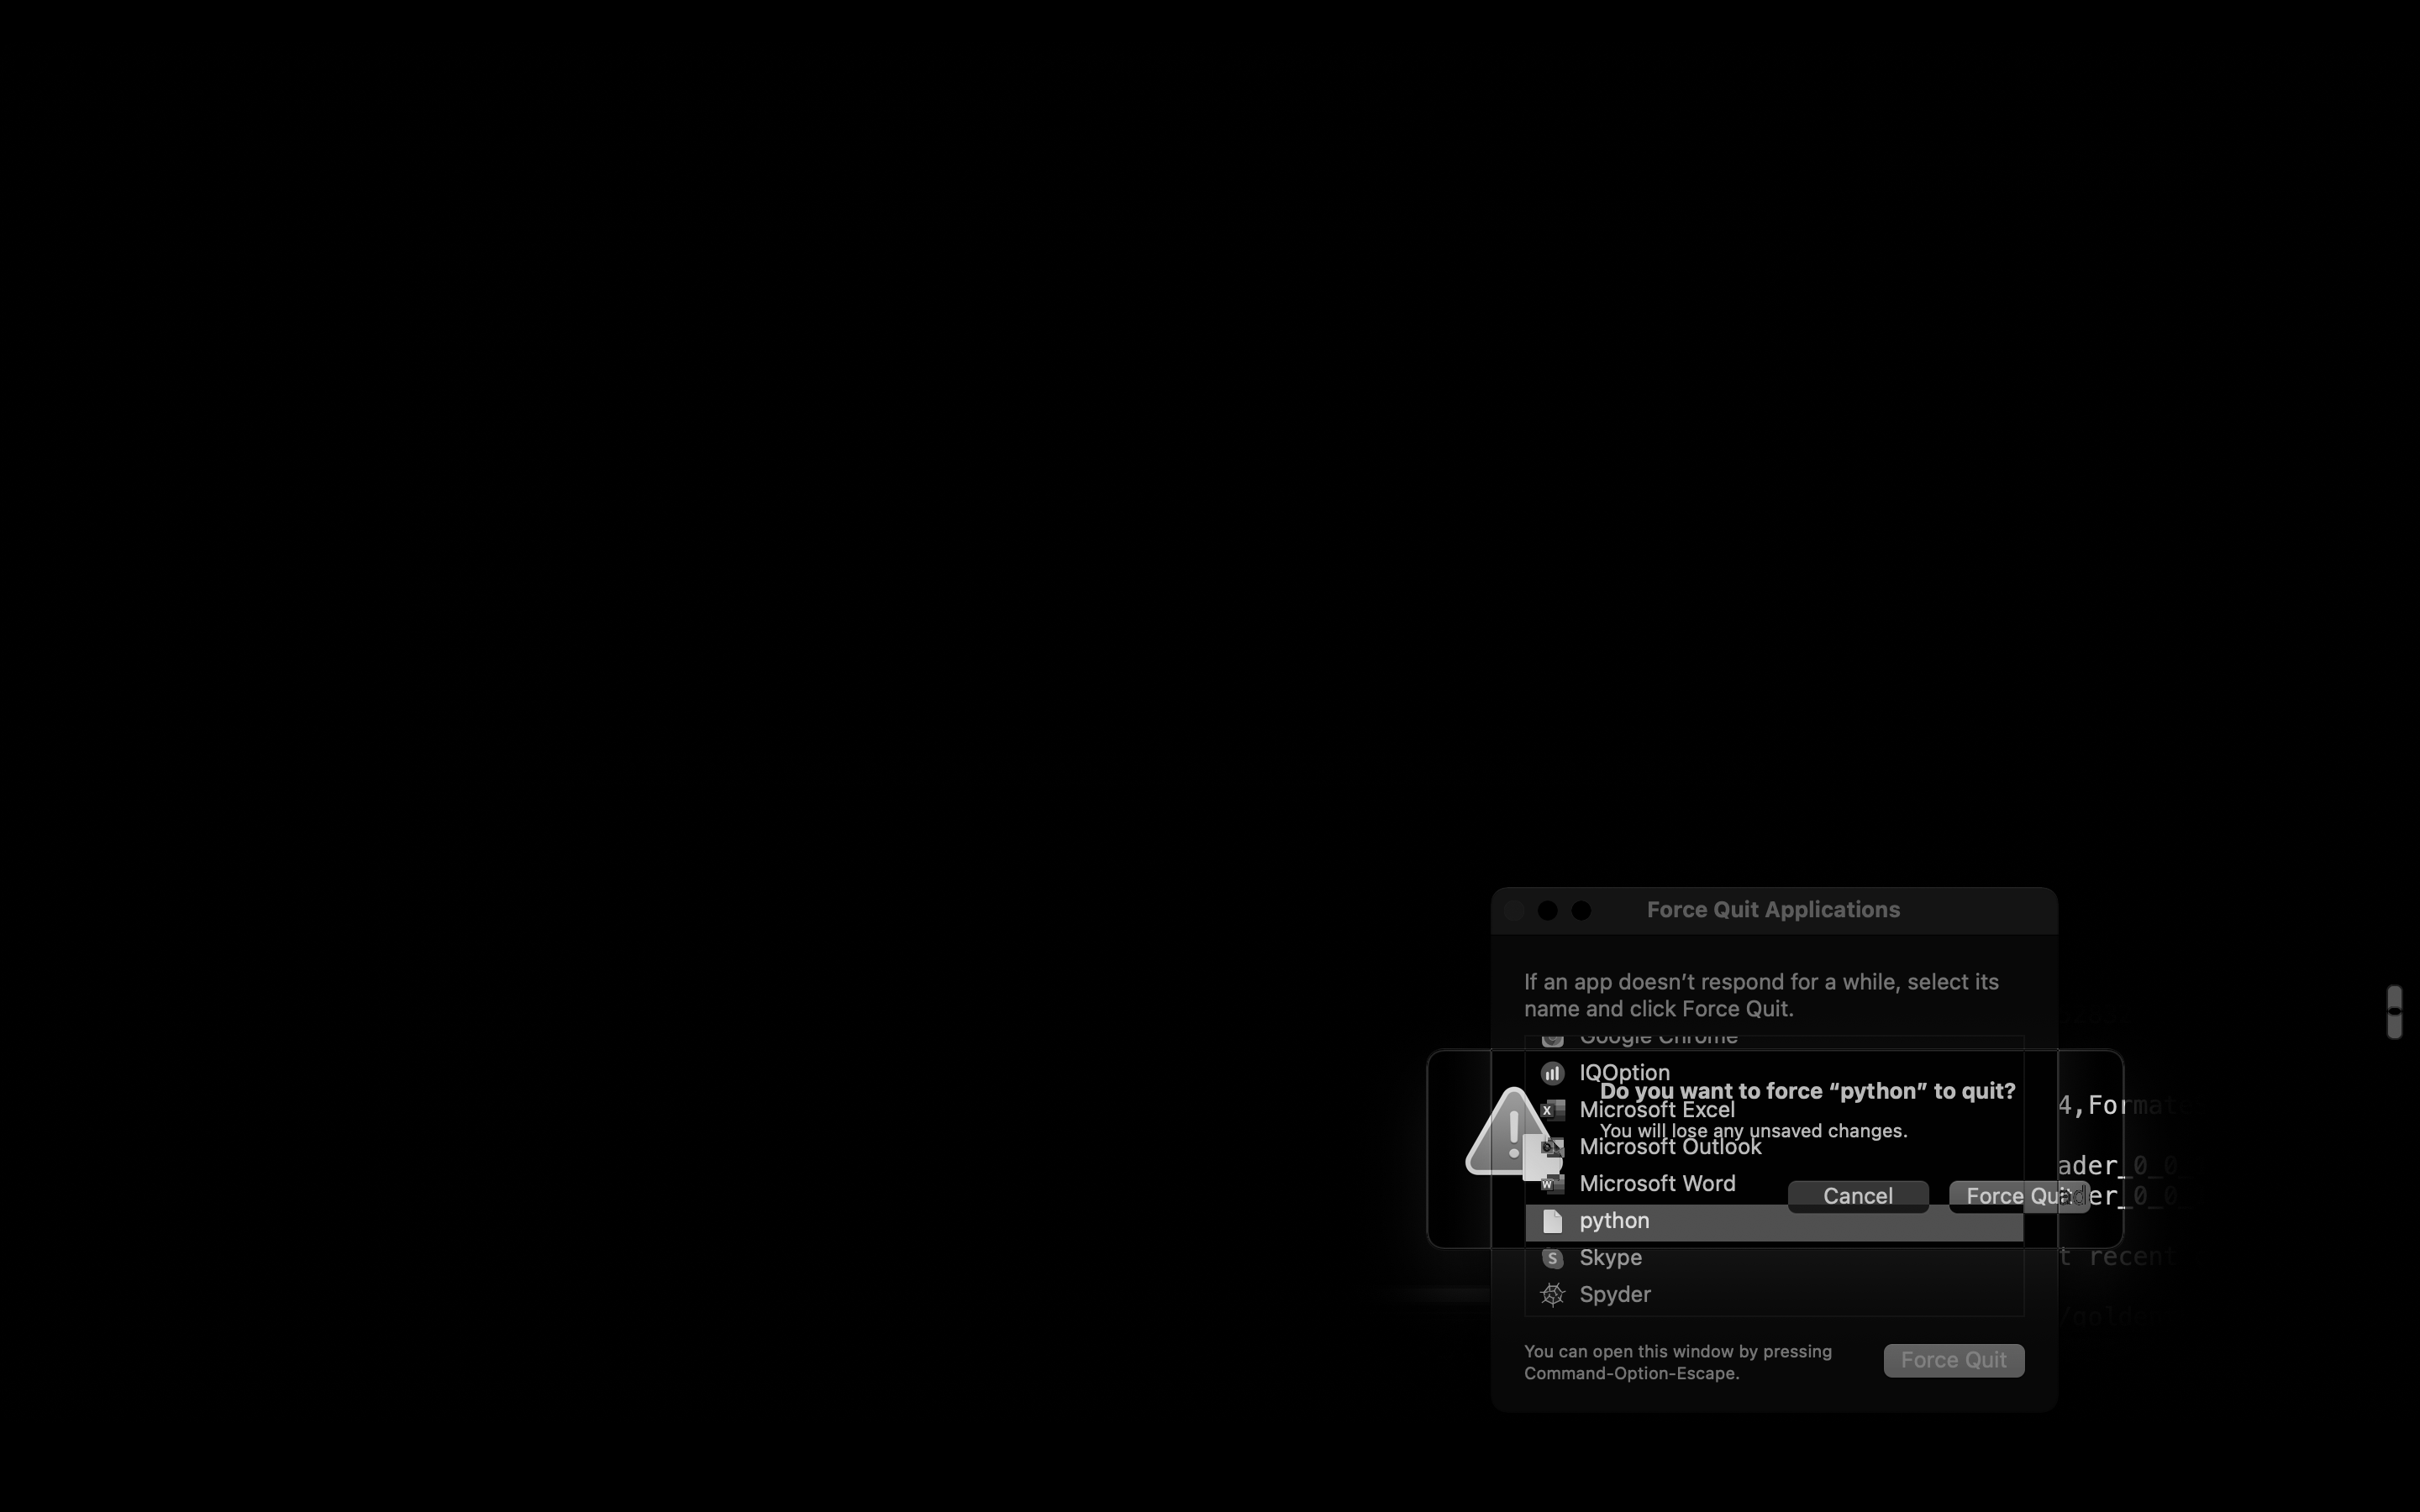 Force Quit Applications
If an app doesn't respond for a while, select its
name and click Force Quit.
Google Chrome
IQOption
Do you want to force “python” to quit?
Microsoft Excel
You will lose any unsaved changes.
Microsoft Outlook
Microsoft Word
Cancel
Force Quit
python
Skype
Spyder
You can open this window by pressing
Command-Option-Escape.
Force Quit
4,Format
ader_0_0
er_0_0
t recent